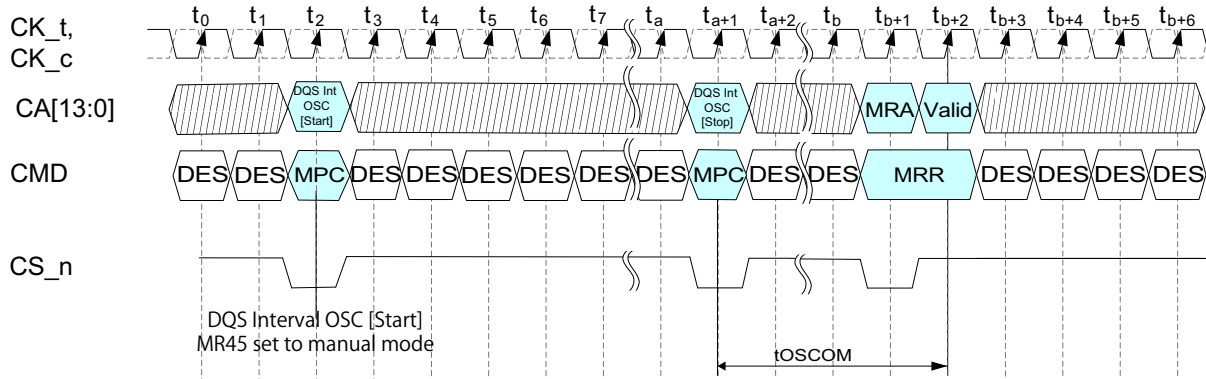 t0 t1 t2 t3 t4 t5 t6 t7 ta ta+1 ta+2 tb tb+1 tb+2 tb+3 tb+4 tb+5 tb+6
CK_t,
CK_c
CA[13:0]
DQS Int
OSC
[Start]
DQS Int
OSC
[Stop]
MRA Valid
CMD
DES DES MPC DES DES DES DES DES DES MPC DES DES MRR DES DES DES DES
CS_n
DQS Interval OSC [Start]
MR45 set to manual mode
tOSCOM